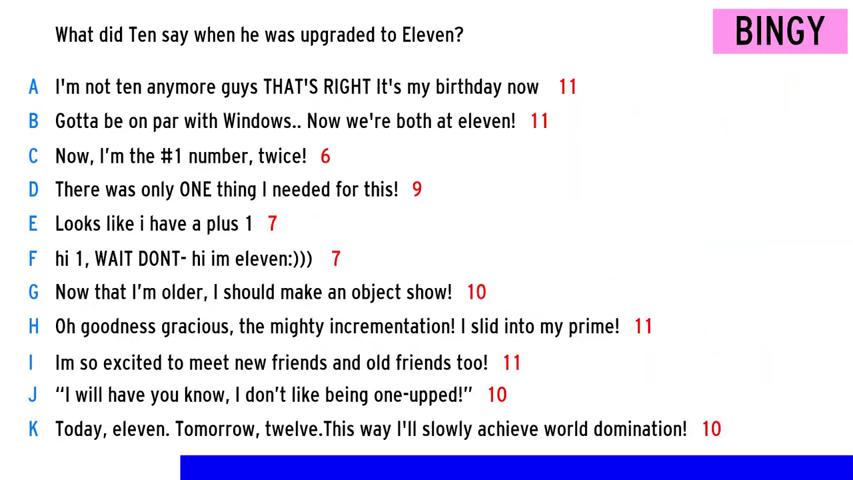 What did Ten say when he was upgraded to Eleven?
BINGY
A I'm not ten anymore guys THAT'S RIGHT It's my birthday now 11
B Gotta be on par with Windows.. Now we're both at eleven! 11
C Now, I’m the #1 number, twice! 6
D There was only ONE thing I needed for this! 9
E Looks like i have a plus 1 7
F hi 1, WAIT DONT- hi im eleven:))) 7
G Now that I’m older, I should make an object show! 10
H Oh goodness gracious, the mighty incrementation! I slid into my prime! 11
I Im so excited to meet new friends and old friends too! 11
J “I will have you know, I don’t like being one-upped!” 10
K Today, eleven. Tomorrow, twelve.This way I'll slowly achieve world domination! 10